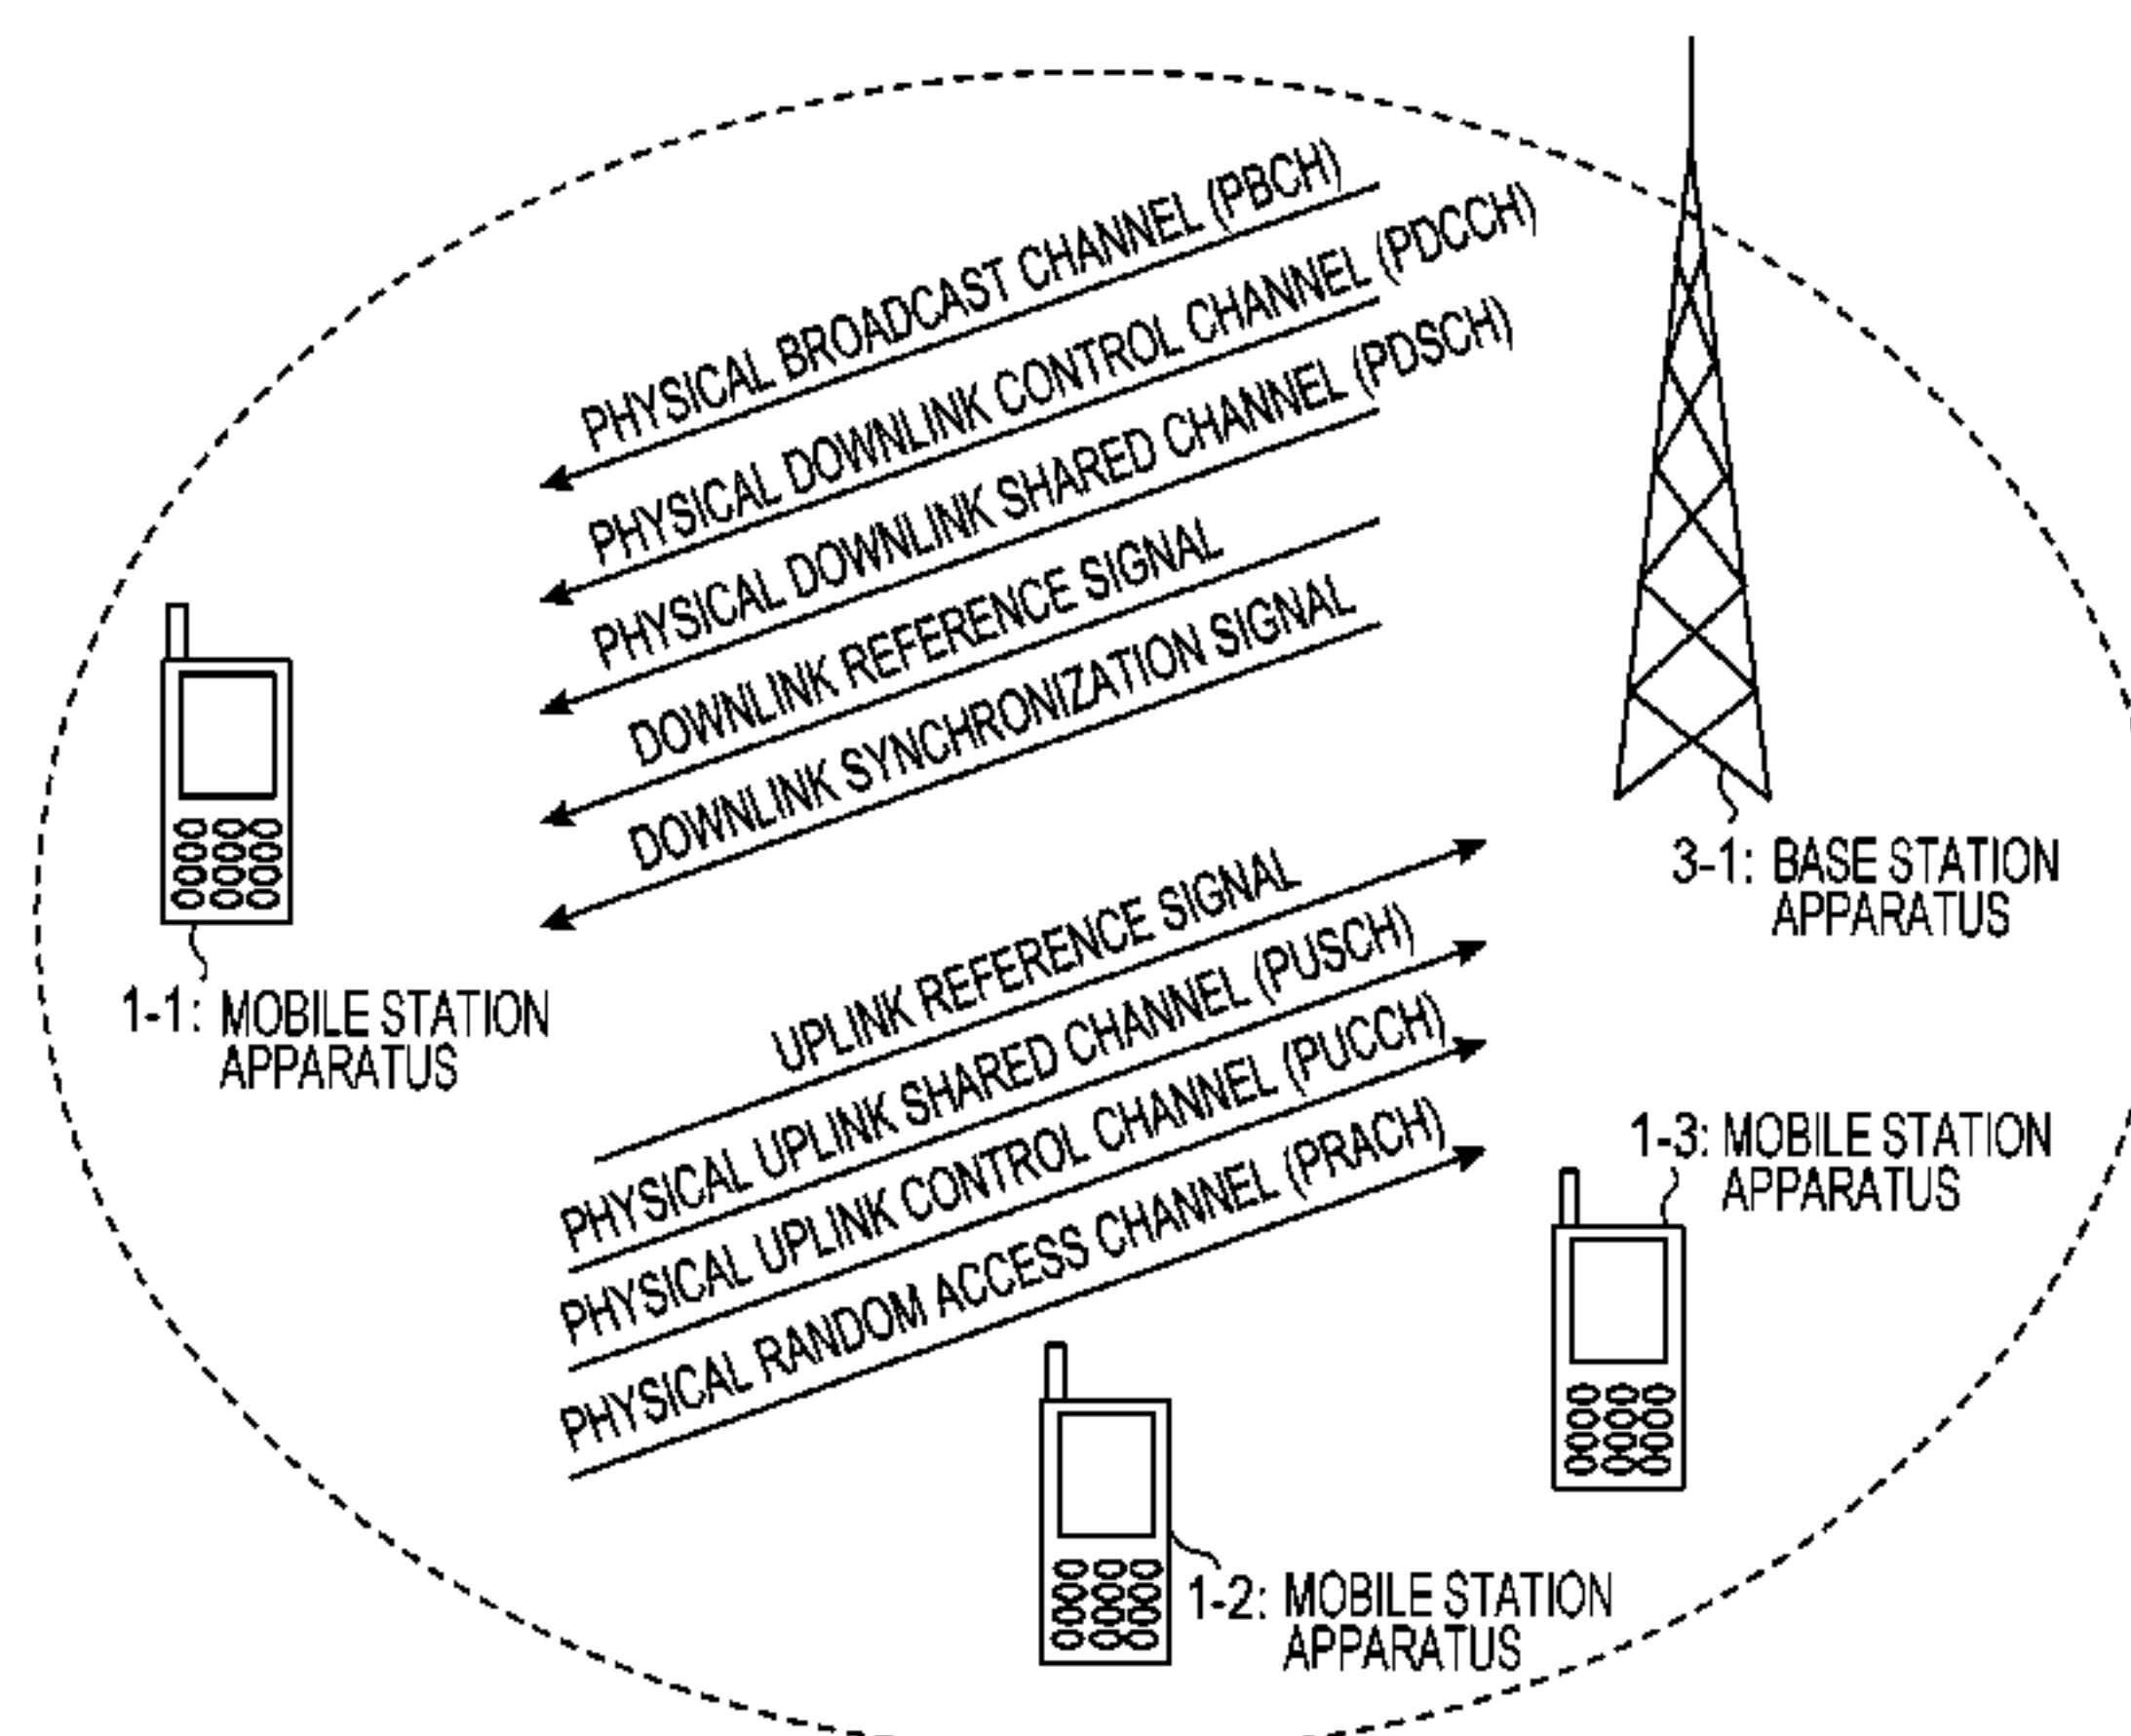 PHYSICAL BROADCAST CHANNEL (PBCH)
PHYSICAL DOWNLINK CONTROL CHANNEL (PDCCH)
PHYSICAL DOWNLINK SHARED CHANNEL (PDSCH)
DOWNLINK REFERENCE SIGNAL
DOWNLINK SYNCHRONIZATION SIGNAL
3-1: BASE STATION
APPARATUS
1-1: MOBILE STATION
APPARATUS
UPLINK REFERENCE SIGNAL
PHYSICAL UPLINK SHARED CHANNEL (PUSCH)
PHYSICAL UPLINK CONTROL CHANNEL (PUCCH)
PHYSICAL RANDOM ACCESS CHANNEL (PRACH)
1-3: MOBILE STATION
APPARATUS
1-2: MOBILE STATION
APPARATUS